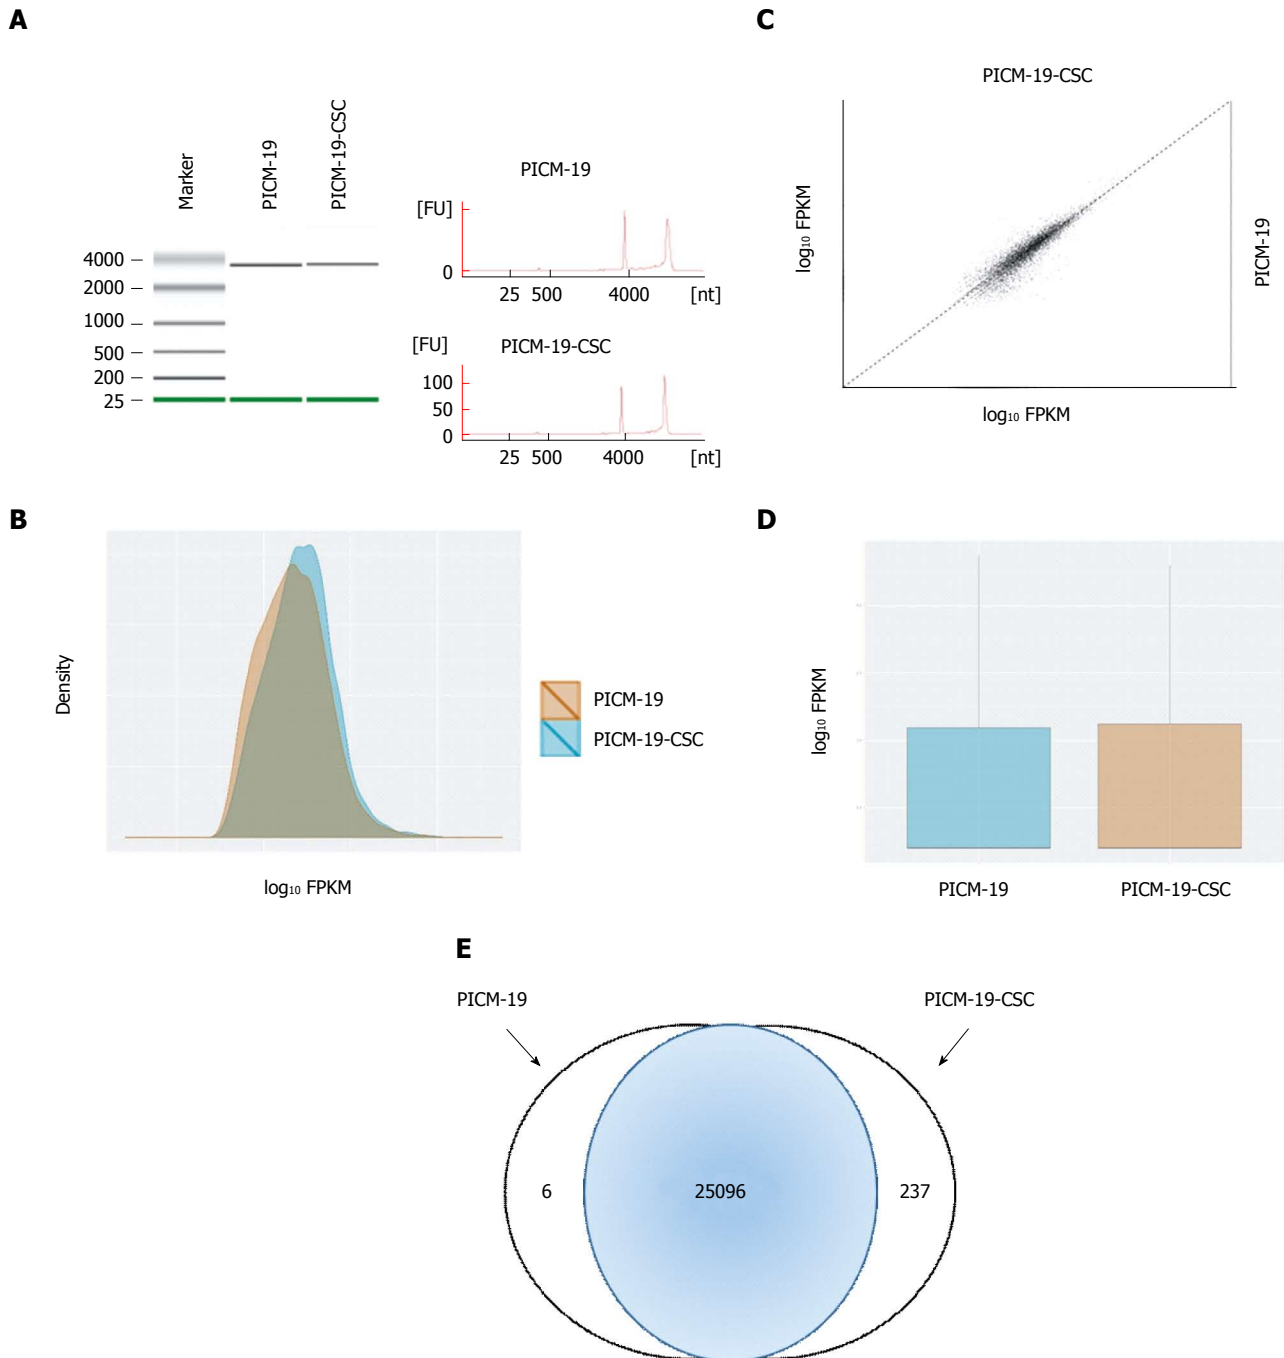 A
Marker
PICM-19
PICM-19-CSC
4000
2000
1000
500
200
25
PICM-19
[FU]
0
25 500 4000 [nt]
PICM-19-CSC
[FU]
100
50
0
25 500 4000 [nt]
C
PICM-19-CSC
log₁₀ FPKM
PICM-19
log₁₀ FPKM
B
Density
log₁₀ FPKM
PICM-19
PICM-19-CSC
D
log₁₀ FPKM
PICM-19 PICM-19-CSC
E
PICM-19 PICM-19-CSC
6 25096 237